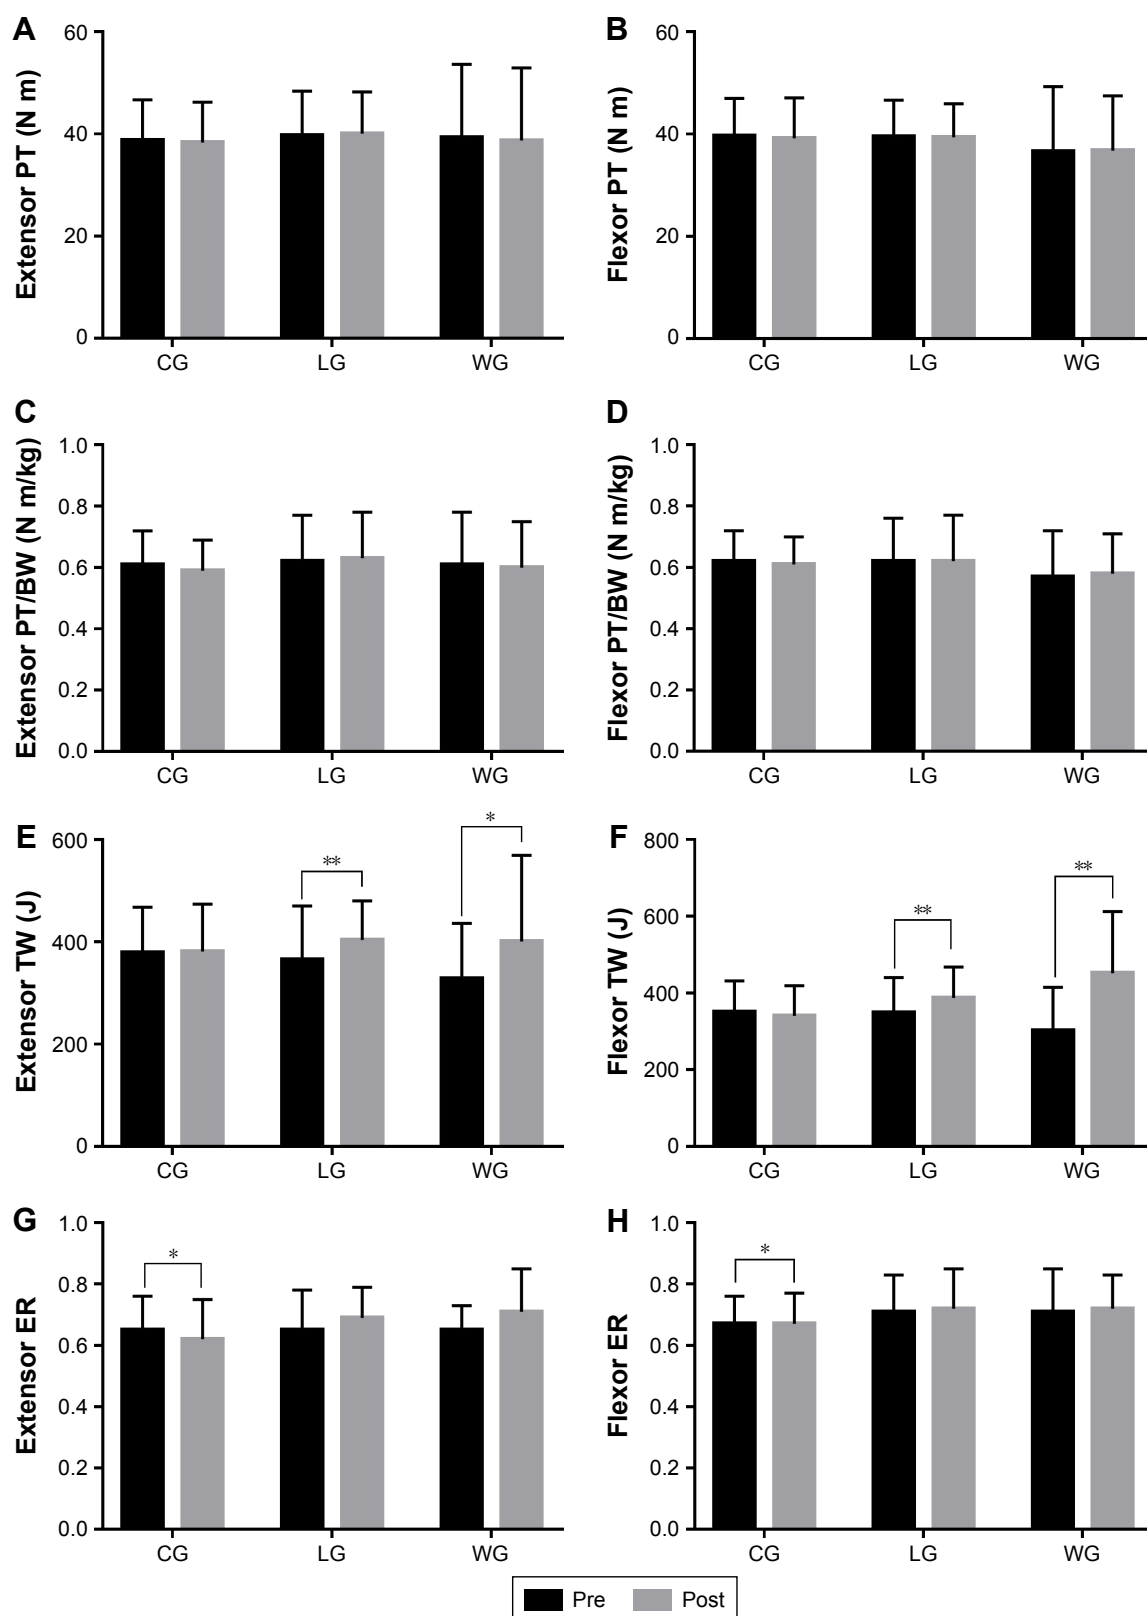 A
Extensor PT (N m)
60
40
20
0
CG LG WG
B
Flexor PT (N m)
60
40
20
0
CG LG WG
C
Extensor PT/BW (N m/kg)
1.0
0.8
0.6
0.4
0.2
0.0
CG LG WG
D
Flexor PT/BW (N m/kg)
1.0
0.8
0.6
0.4
0.2
0.0
CG LG WG
E
Extensor TW (J)
600
400
200
0
**
*
CG LG WG
F
Flexor TW (J)
800
600
400
200
0
**
**
CG LG WG
G
Extensor ER
1.0
0.8
0.6
0.4
0.2
0.0
*
CG LG WG
H
Flexor ER
1.0
0.8
0.6
0.4
0.2
0.0
*
CG LG WG
Pre Post